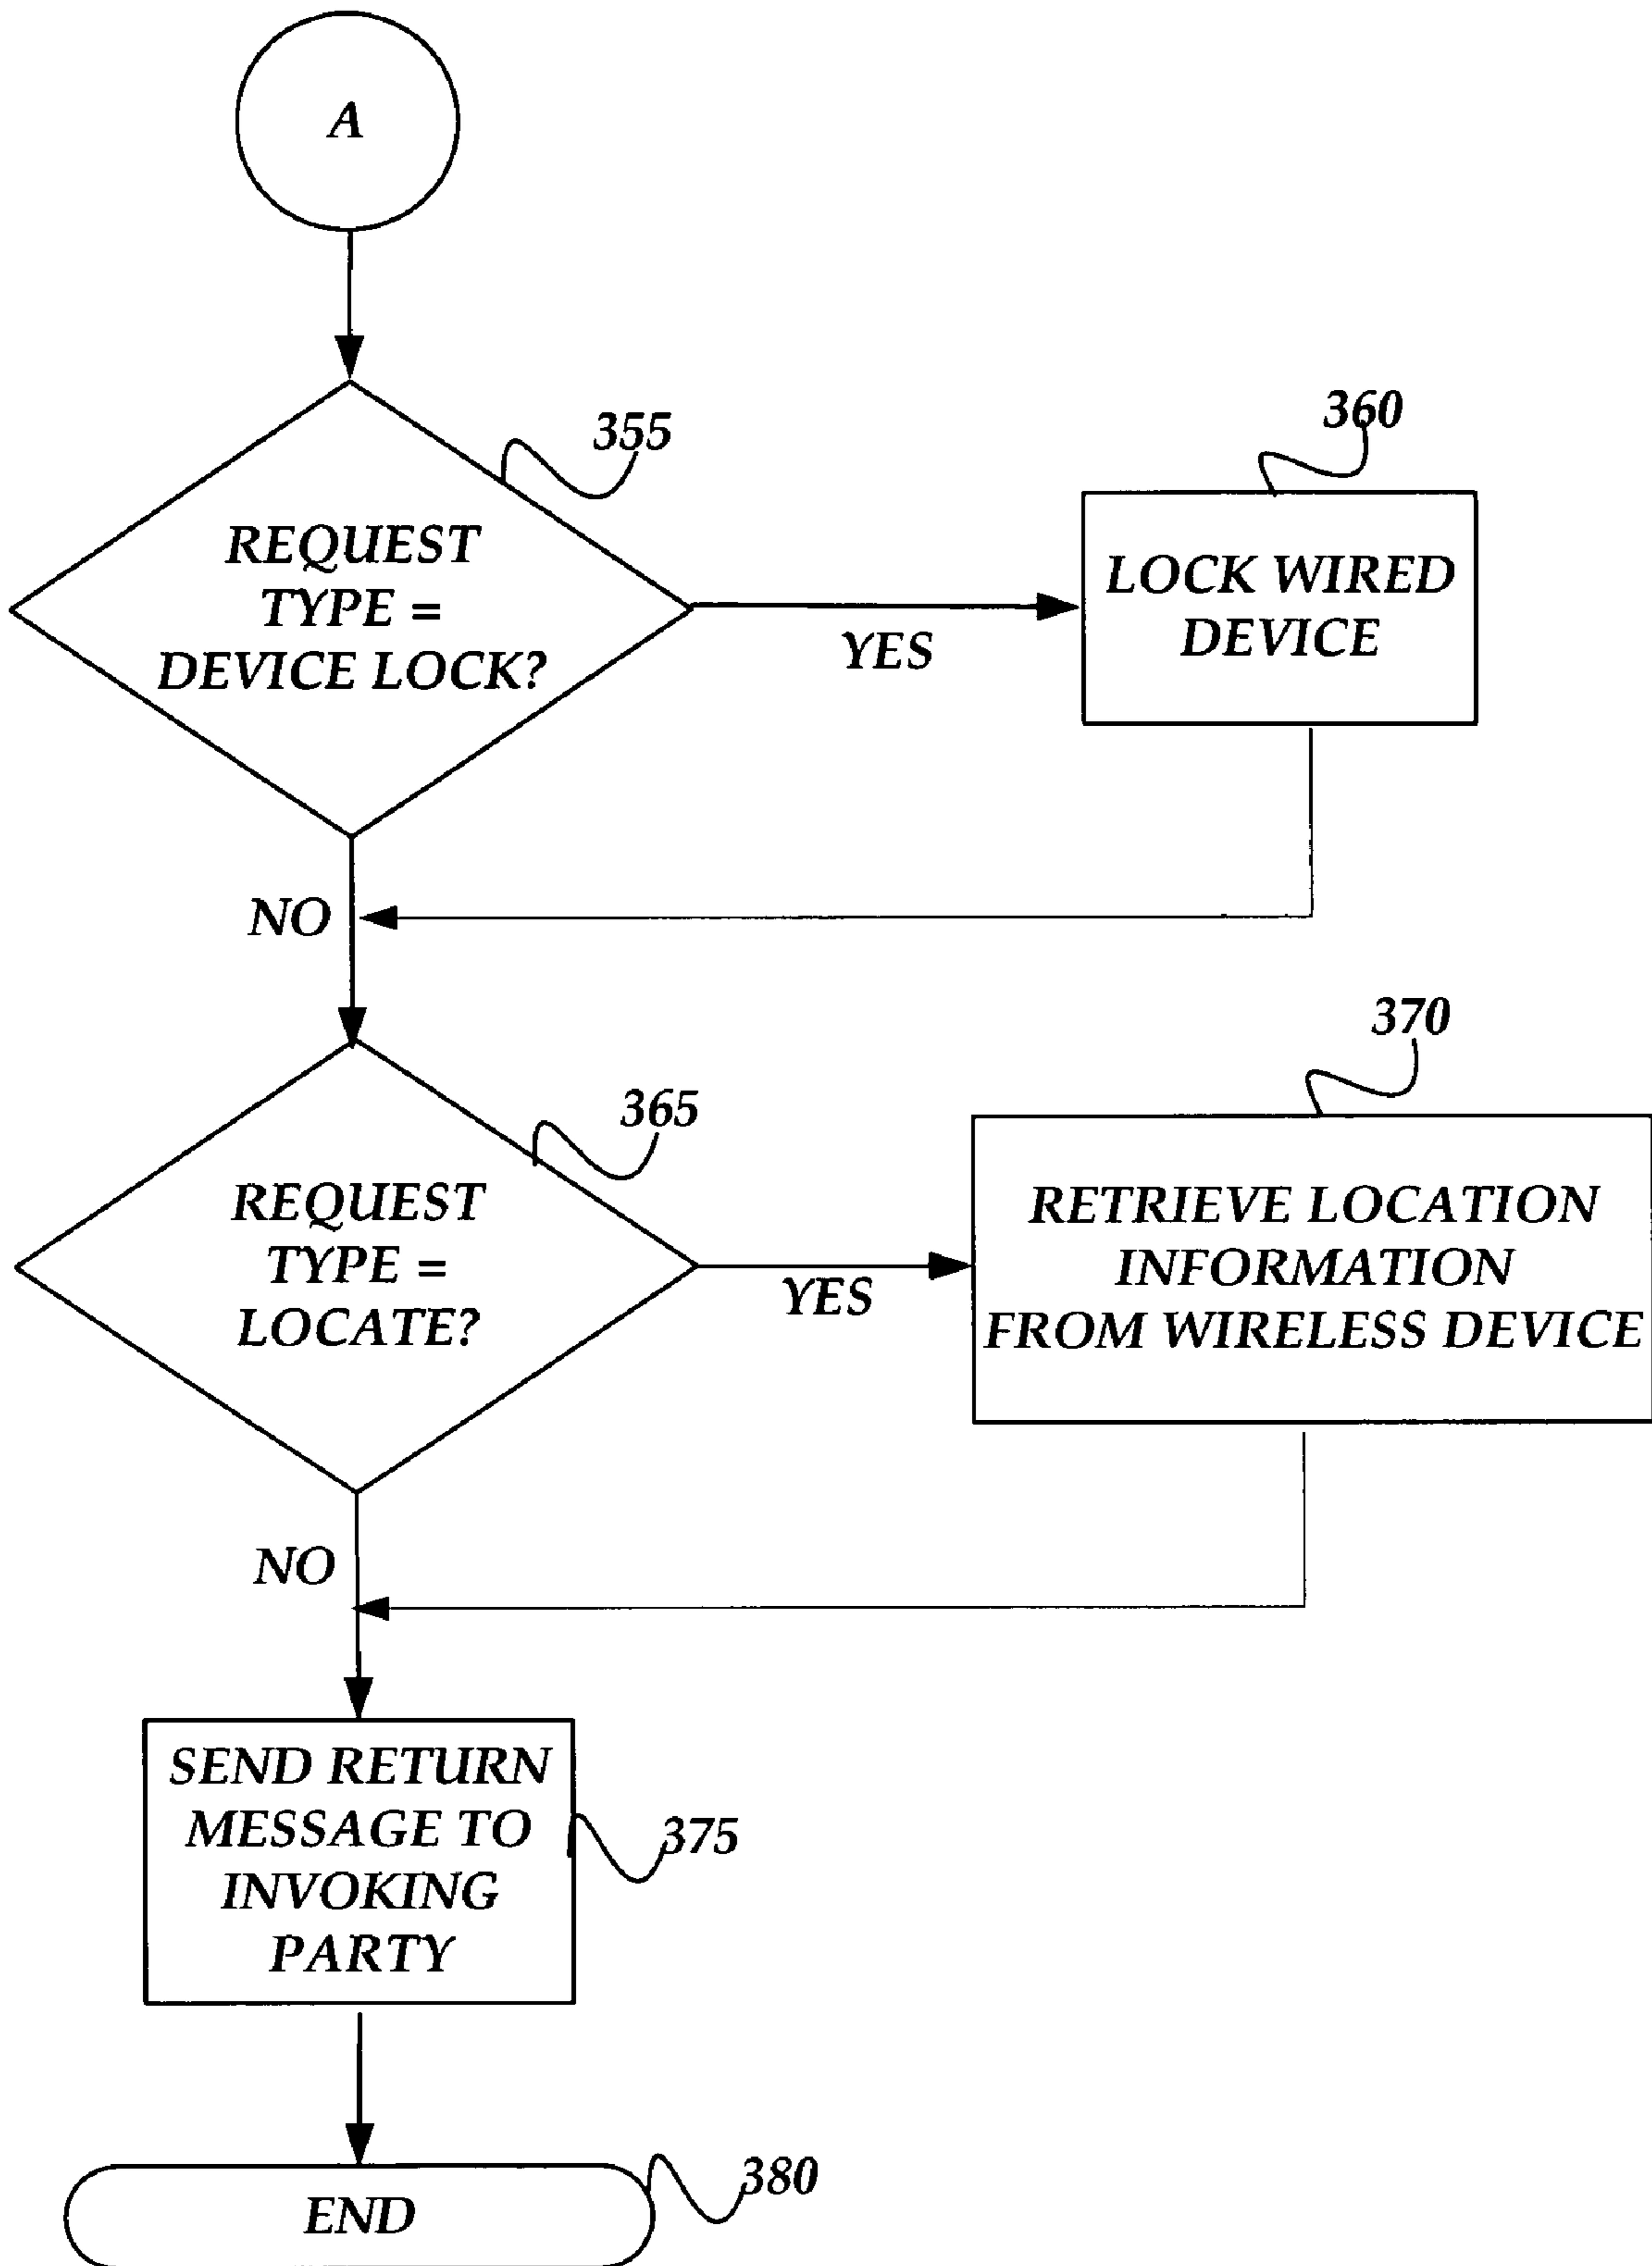 A
355
REQUEST
TYPE =
DEVICE LOCK?
YES
360
LOCK WIRED
DEVICE
NO
365
REQUEST
TYPE =
LOCATE?
YES
370
RETRIEVE LOCATION
INFORMATION
FROM WIRELESS DEVICE
NO
SEND RETURN
MESSAGE TO
INVOKING
PARTY
375
END
380